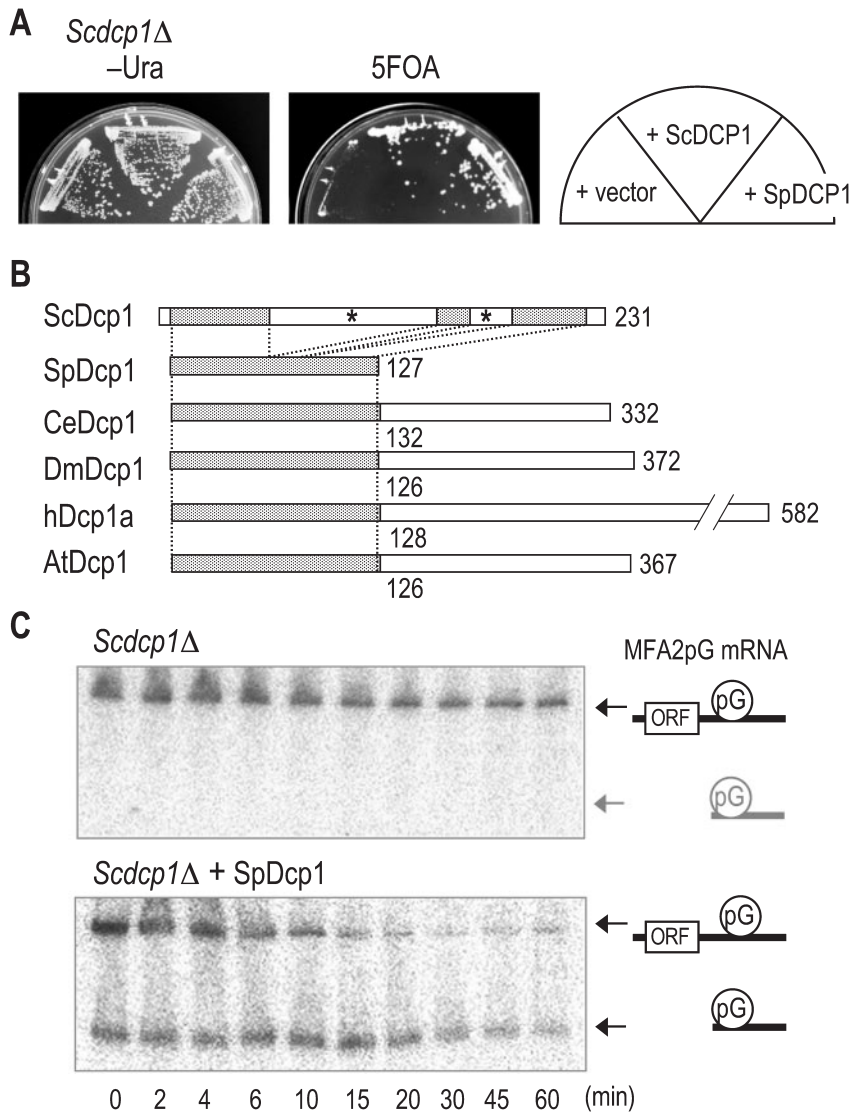 A
Scdcp1Δ
–Ura
5FOA
+ ScDCP1
+ vector
+ SpDCP1
B
ScDcp1
*
*
231
SpDcp1
127
CeDcp1
332
132
DmDcp1
372
126
hDcp1a
582
128
AtDcp1
367
126
C
Scdcp1Δ
MFA2pG mRNA
pG
ORF
pG
Scdcp1Δ + SpDcp1
pG
ORF
pG
0 2 4 6 10 15 20 30 45 60 (min)